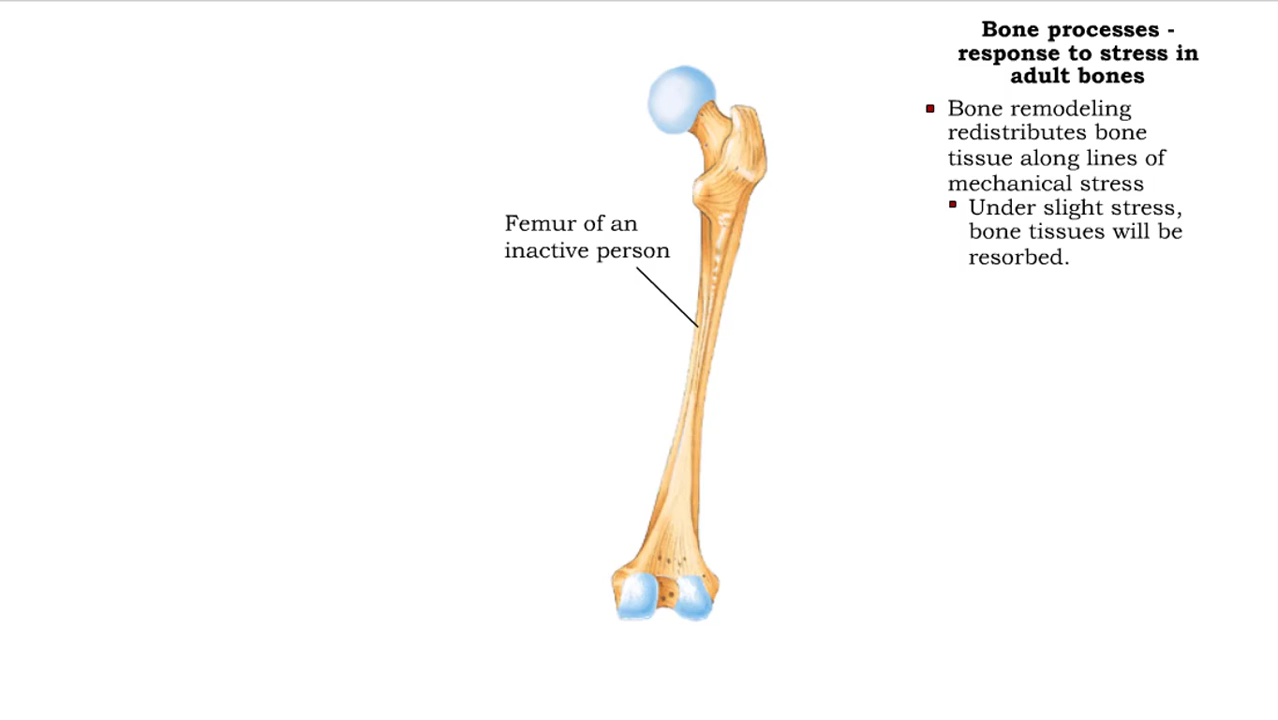 Bone processes -
response to stress in
adult bones
Bone remodeling
redistributes bone
tissue along lines of
mechanical stress
Under slight stress,
bone tissues will be
resorbed.
Femur of an
inactive person